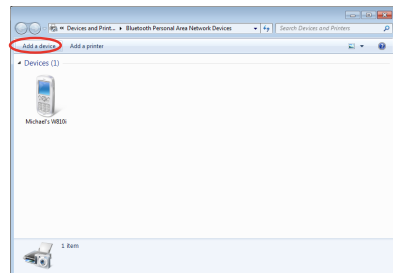 « Devices and Print... ▸ Bluetooth Personal Area Network Devices Search Devices and Printers
Add a device Add a printer
Devices (1)
Michael's W810i
1 item